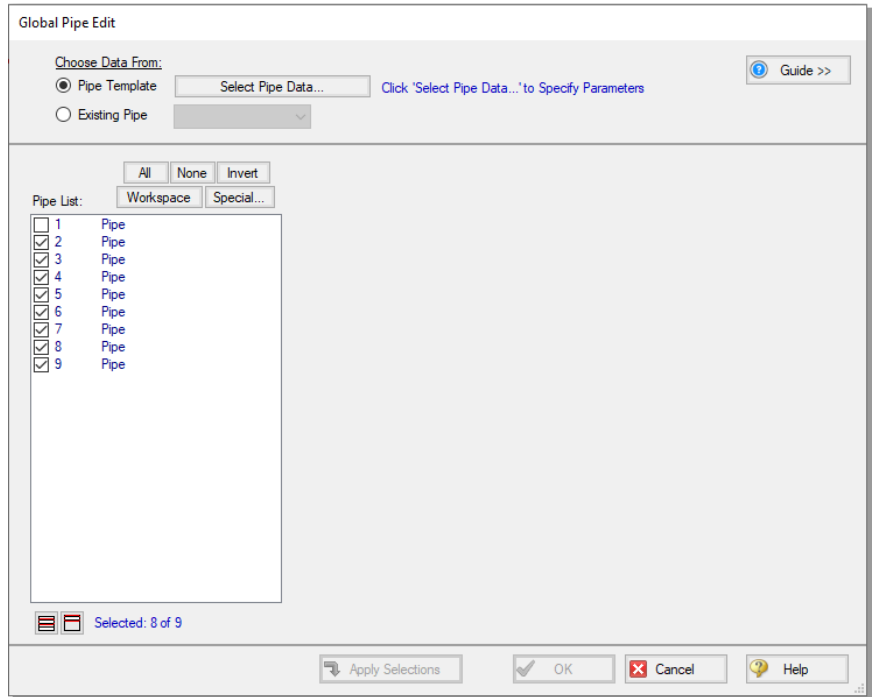 Global Pipe Edit
Choose Data From:
Pipe Template Select Pipe Data... Click 'Select Pipe Data...' to Specify Parameters
Guide >>
Existing Pipe
All None Invert
Pipe List: Workspace Special...
1 Pipe
2 Pipe
3 Pipe
4 Pipe
5 Pipe
6 Pipe
7 Pipe
8 Pipe
9 Pipe
Selected: 8 of 9
Apply Selections OK Cancel Help